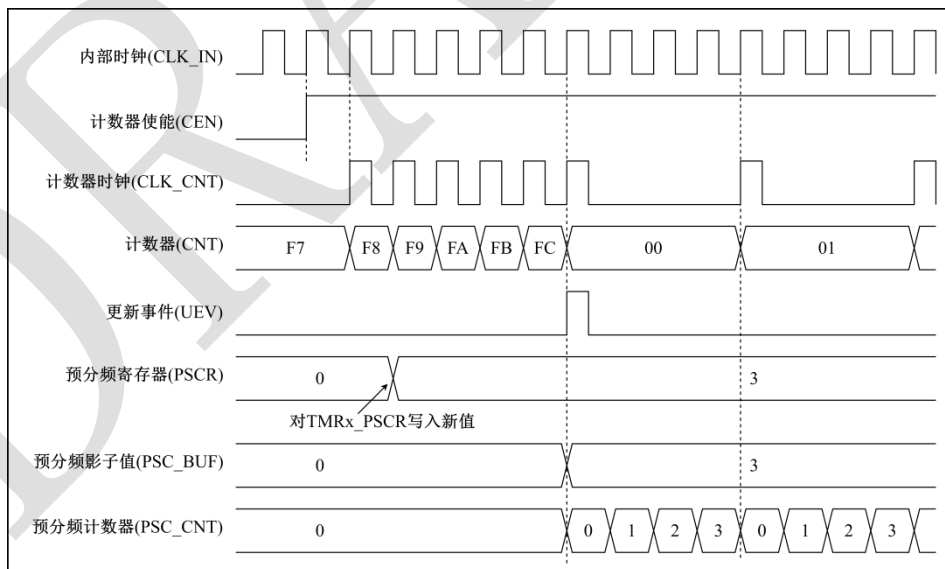 内部时钟(CLK_IN)
计数器使能(CEN)
计数器时钟(CLK_CNT)
计数器(CNT) F7 F8 F9 FA FB FC 00 01
更新事件(UEV)
预分频寄存器(PSCR) 0 3
对TMRx_PSCR写入新值
预分频影子值(PSC_BUF) 0 3
预分频计数器(PSC_CNT) 0 0 1 2 3 0 1 2 3
DRA